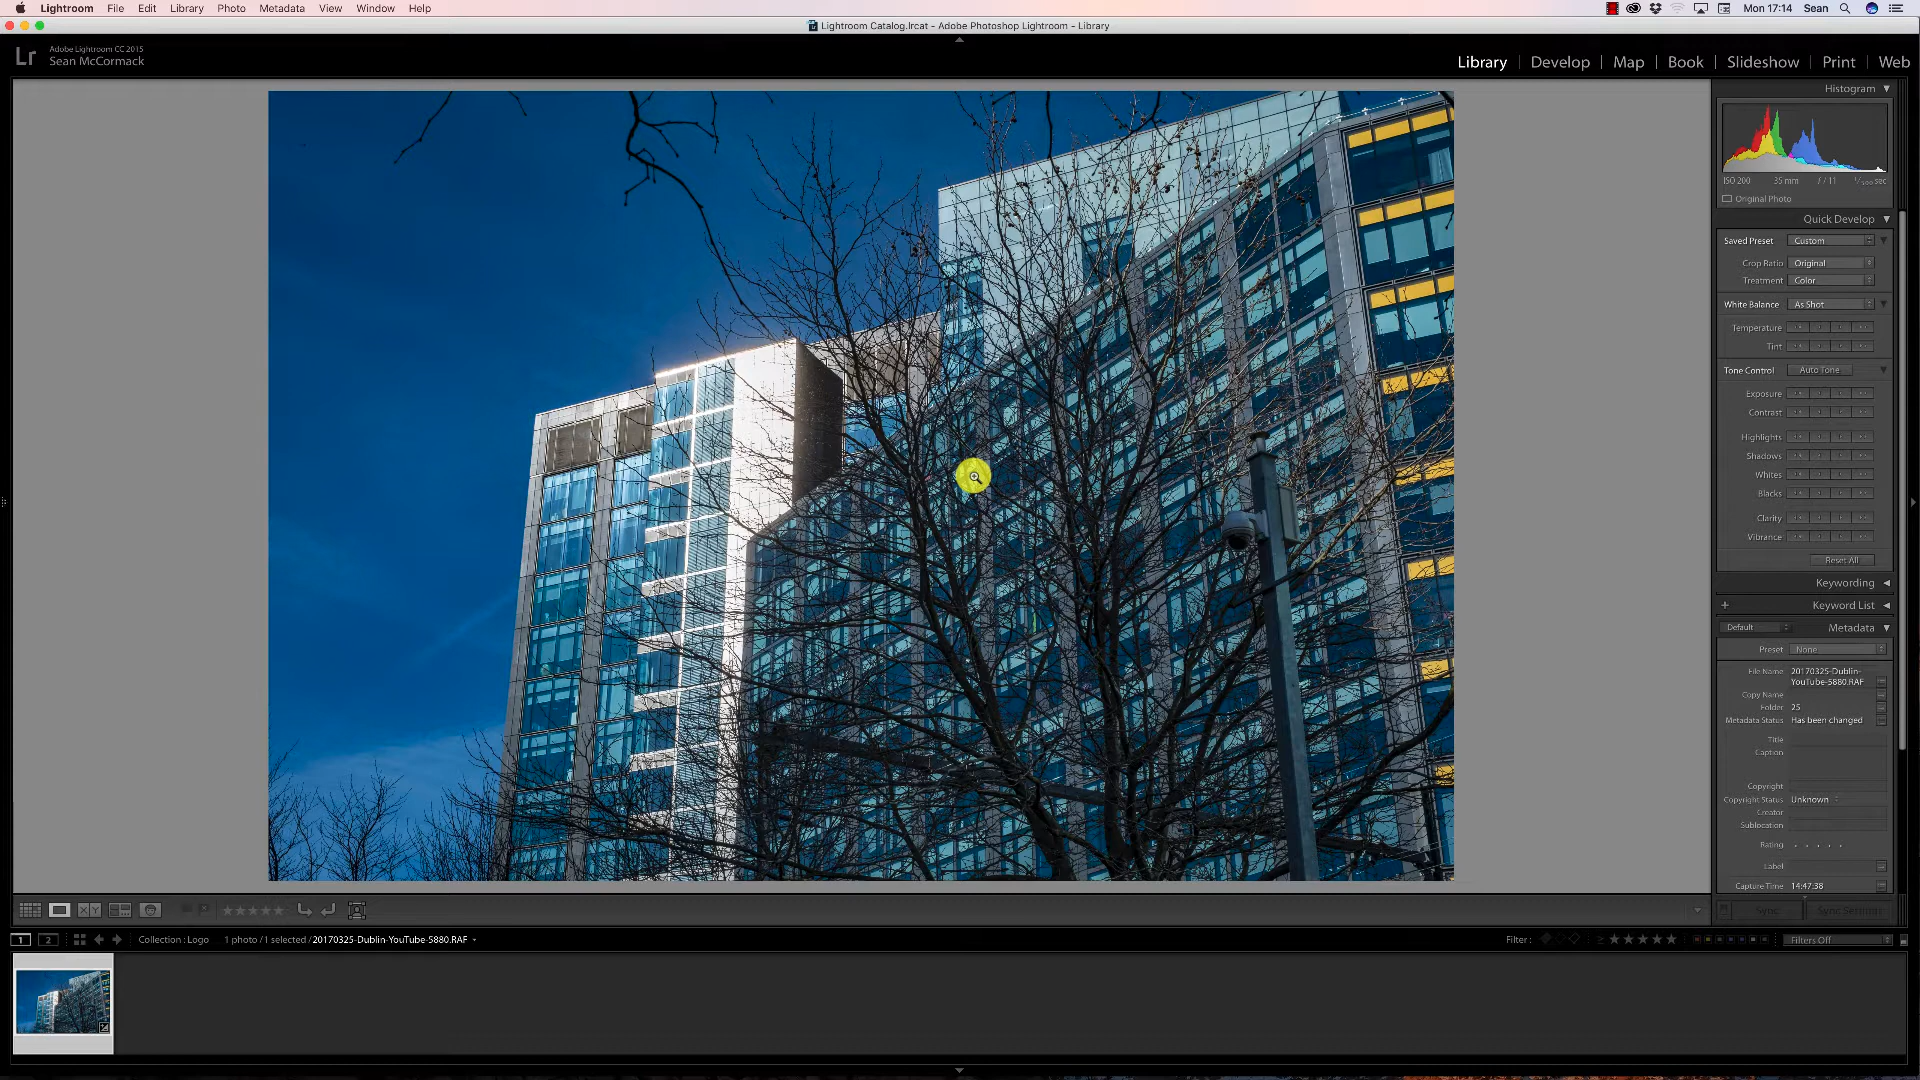 Lightroom File Edit Library Photo Metadata View Window Help
Mon 17:14 Sean
Lightroom Catalog.lrcat - Adobe Photoshop Lightroom - Library
Lr
Adobe Lightroom CC 2015
Sean McCormack
Library | Develop | Map | Book | Slideshow | Print | Web
Histogram
ISO 200 35 mm f / 11
Original Photo
Quick Develop
Saved Preset Custom
Crop Ratio Original
Treatment Color
White Balance As Shot
Temperature
Tint
Tone Control Auto Tone
Exposure
Contrast
Highlights
Shadows
Whites
Blacks
Clarity
Vibrance
Reset All
Keywording
+ Keyword List
Default Metadata
Preset None
File Name 20170325-Dublin-
YouTube-5880.RAF
Copy Name
Folder 25
Metadata Status Has been changed
Title
Caption
Copyright
Copyright Status Unknown
Creator
Sublocation
Rating . . . . .
Label
Capture Time 14:47:38
Sync Sync Settings
1 2 Collection : Logo 1 photo / 1 selected / 20170325-Dublin-YouTube-5880.RAF
Filter : Filters Off